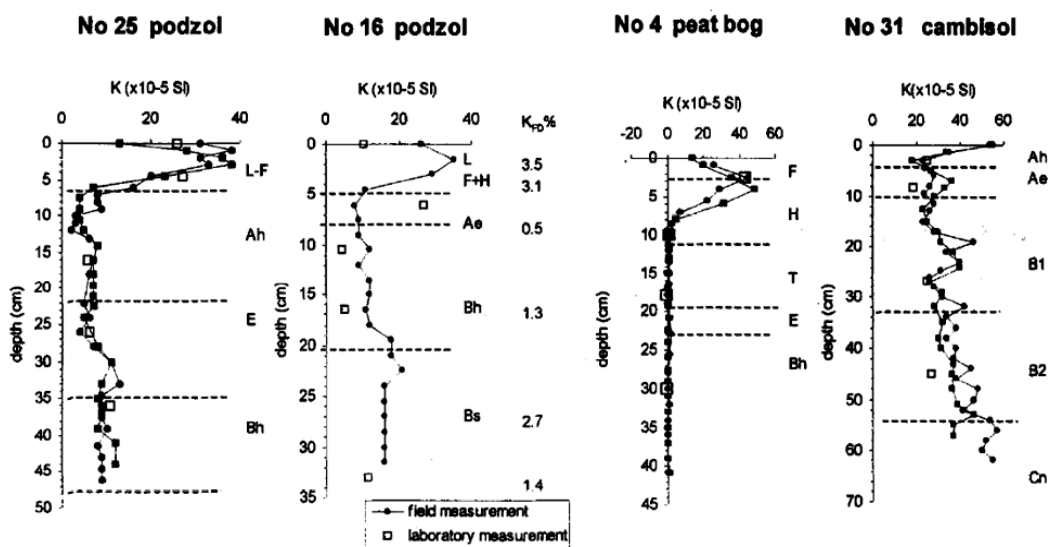 No 25 podzol
No 16 podzol
No 4 peat bog
No 31 cambisol
K (x10-5 SI)
0 20 40
depth (cm)
0
5
10
15
20
25
30
35
40
45
50
L-F
Ah
E
Bh
K (x10-5 SI)
0 20 40
K FD%
depth (cm)
0
5
10
15
20
25
30
35
L 3.5
F+H 3.1
Ae 0.5
Bh 1.3
Bs 2.7
1.4
K (x10-5 SI)
-20 0 20 40 60
depth (cm)
0
5
10
15
20
25
30
35
40
45
F
H
T
E
Bh
K(x10-5 SI)
0 20 40 60
depth (cm)
0
10
20
30
40
50
60
70
Ah
Ae
B1
B2
Cn
field measurement
laboratory measurement